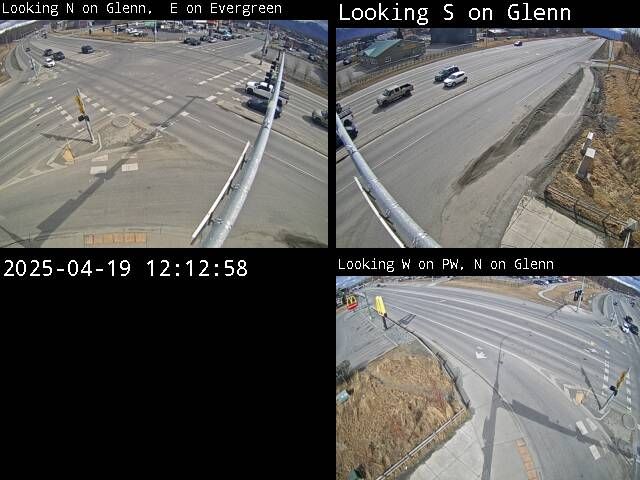 Looking N on Glenn, E on Evergreen
Looking S on Glenn
2025-04-19 12:12:58
Looking W on PW, N on Glenn